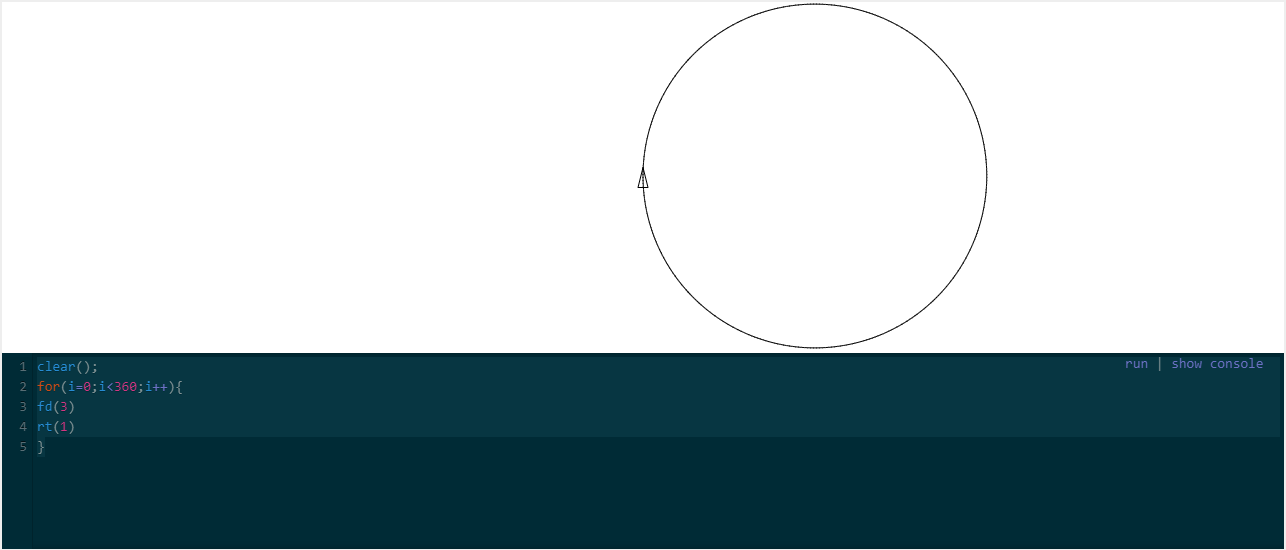 run | show console
1 clear();
2 for(i=0;i<360;i++){
3 fd(3)
4 rt(1)
5 }